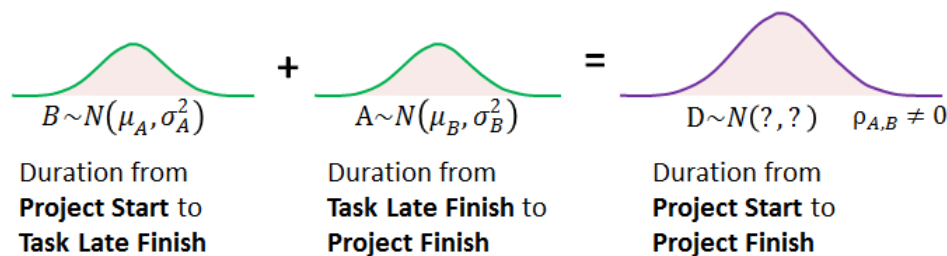 + =
B~N(μ_A, σ_A^2) A~N(μ_B, σ_B^2) D~N(?,?) ρ_A,B ≠ 0
Duration from
Project Start to
Task Late Finish
Duration from
Task Late Finish to
Project Finish
Duration from
Project Start to
Project Finish